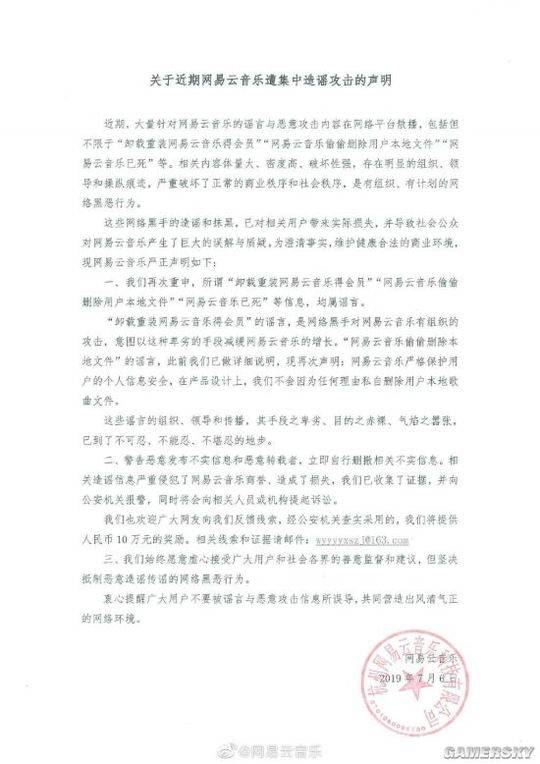 关于近期网易云音乐遭集中造谣攻击的声明
近期，大量针对网易云音乐的谣言与恶意攻击内容在网络平台散播，包括但
不限于“卸载重装网易云音乐得会员”“网易云音乐偷偷删除用户本地文件”“网
易云音乐已死”等。相关内容体量大、密度高、破坏性强，存在明显的组织、领
导和操纵痕迹，严重破坏了正常的商业秩序和社会秩序，是有组织、有计划的网
络黑恶行为。
这些网络黑手的造谣和抹黑，已对相关用户带来实际损失，并导致社会公众
对网易云音乐产生了巨大的误解与质疑，为澄清事实，维护健康合法的商业环境，
现网易云音乐严正声明如下：
一、我们再次重申，所谓“卸载重装网易云音乐得会员”“网易云音乐偷偷
删除用户本地文件”“网易云音乐已死”等信息，均属谣言。
“卸载重装网易云音乐得会员”的谣言，是网络黑手对网易云音乐有组织的
攻击，意图以这种卑劣的手段减缓网易云音乐的增长。“网易云音乐偷偷删除本
地文件”的谣言，此前我们已做详细说明，现再次声明：网易云音乐严格保护用
户的个人信息安全，在产品设计上，我们不会因为任何理由私自删除用户本地歌
曲文件。
这些谣言的组织、领导和传播，其手段之卑劣、目的之赤裸、气焰之嚣张，
已到了不可忍、不能忍、不堪忍的地步。
二、警告恶意发布不实信息和恶意转载者，立即自行删撤相关不实信息。相
关造谣信息严重侵犯了网易云音乐商誉、造成了损失，我们已收集了证据，并向
公安机关报警，同时将会向相关人员或机构提起诉讼。
我们也欢迎广大网友向我们反馈线索，经公安机关查实采用的，我们将提供
人民币 10 万元的奖励。相关线索和证据请邮件：wyyyyxszj@163.com
三、我们始终愿意虚心接受广大用户和社会各界的善意监督和建议，但坚决
抵制恶意造谣传谣的网络黑恶行为。
衷心提醒广大用户不要被谣言与恶意攻击信息所误导，共同营造出风清气正
的网络环境。
网易云音乐
2019 年 7 月 6 日
杭州网易云音乐科技有限公司
@网易云音乐
GAMERSKY